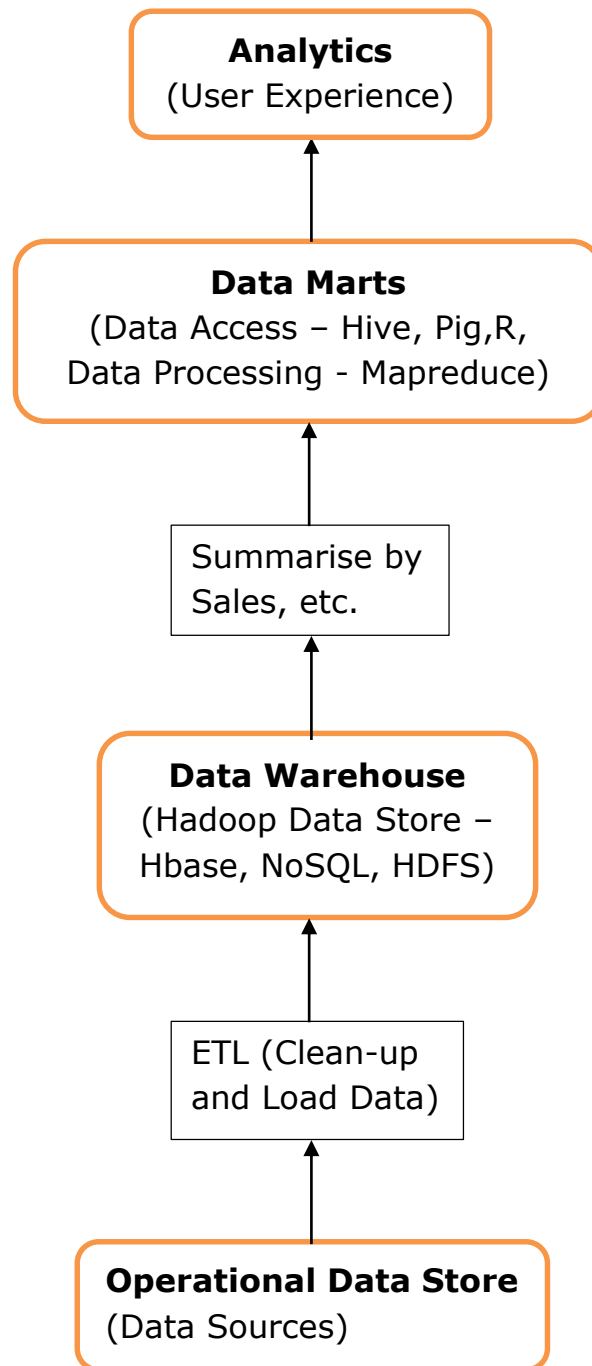 Analytics
(User Experience)
Data Marts
(Data Access – Hive, Pig,R,
Data Processing - Mapreduce)
Summarise by
Sales, etc.
Data Warehouse
(Hadoop Data Store –
Hbase, NoSQL, HDFS)
ETL (Clean-up
and Load Data)
Operational Data Store
(Data Sources)